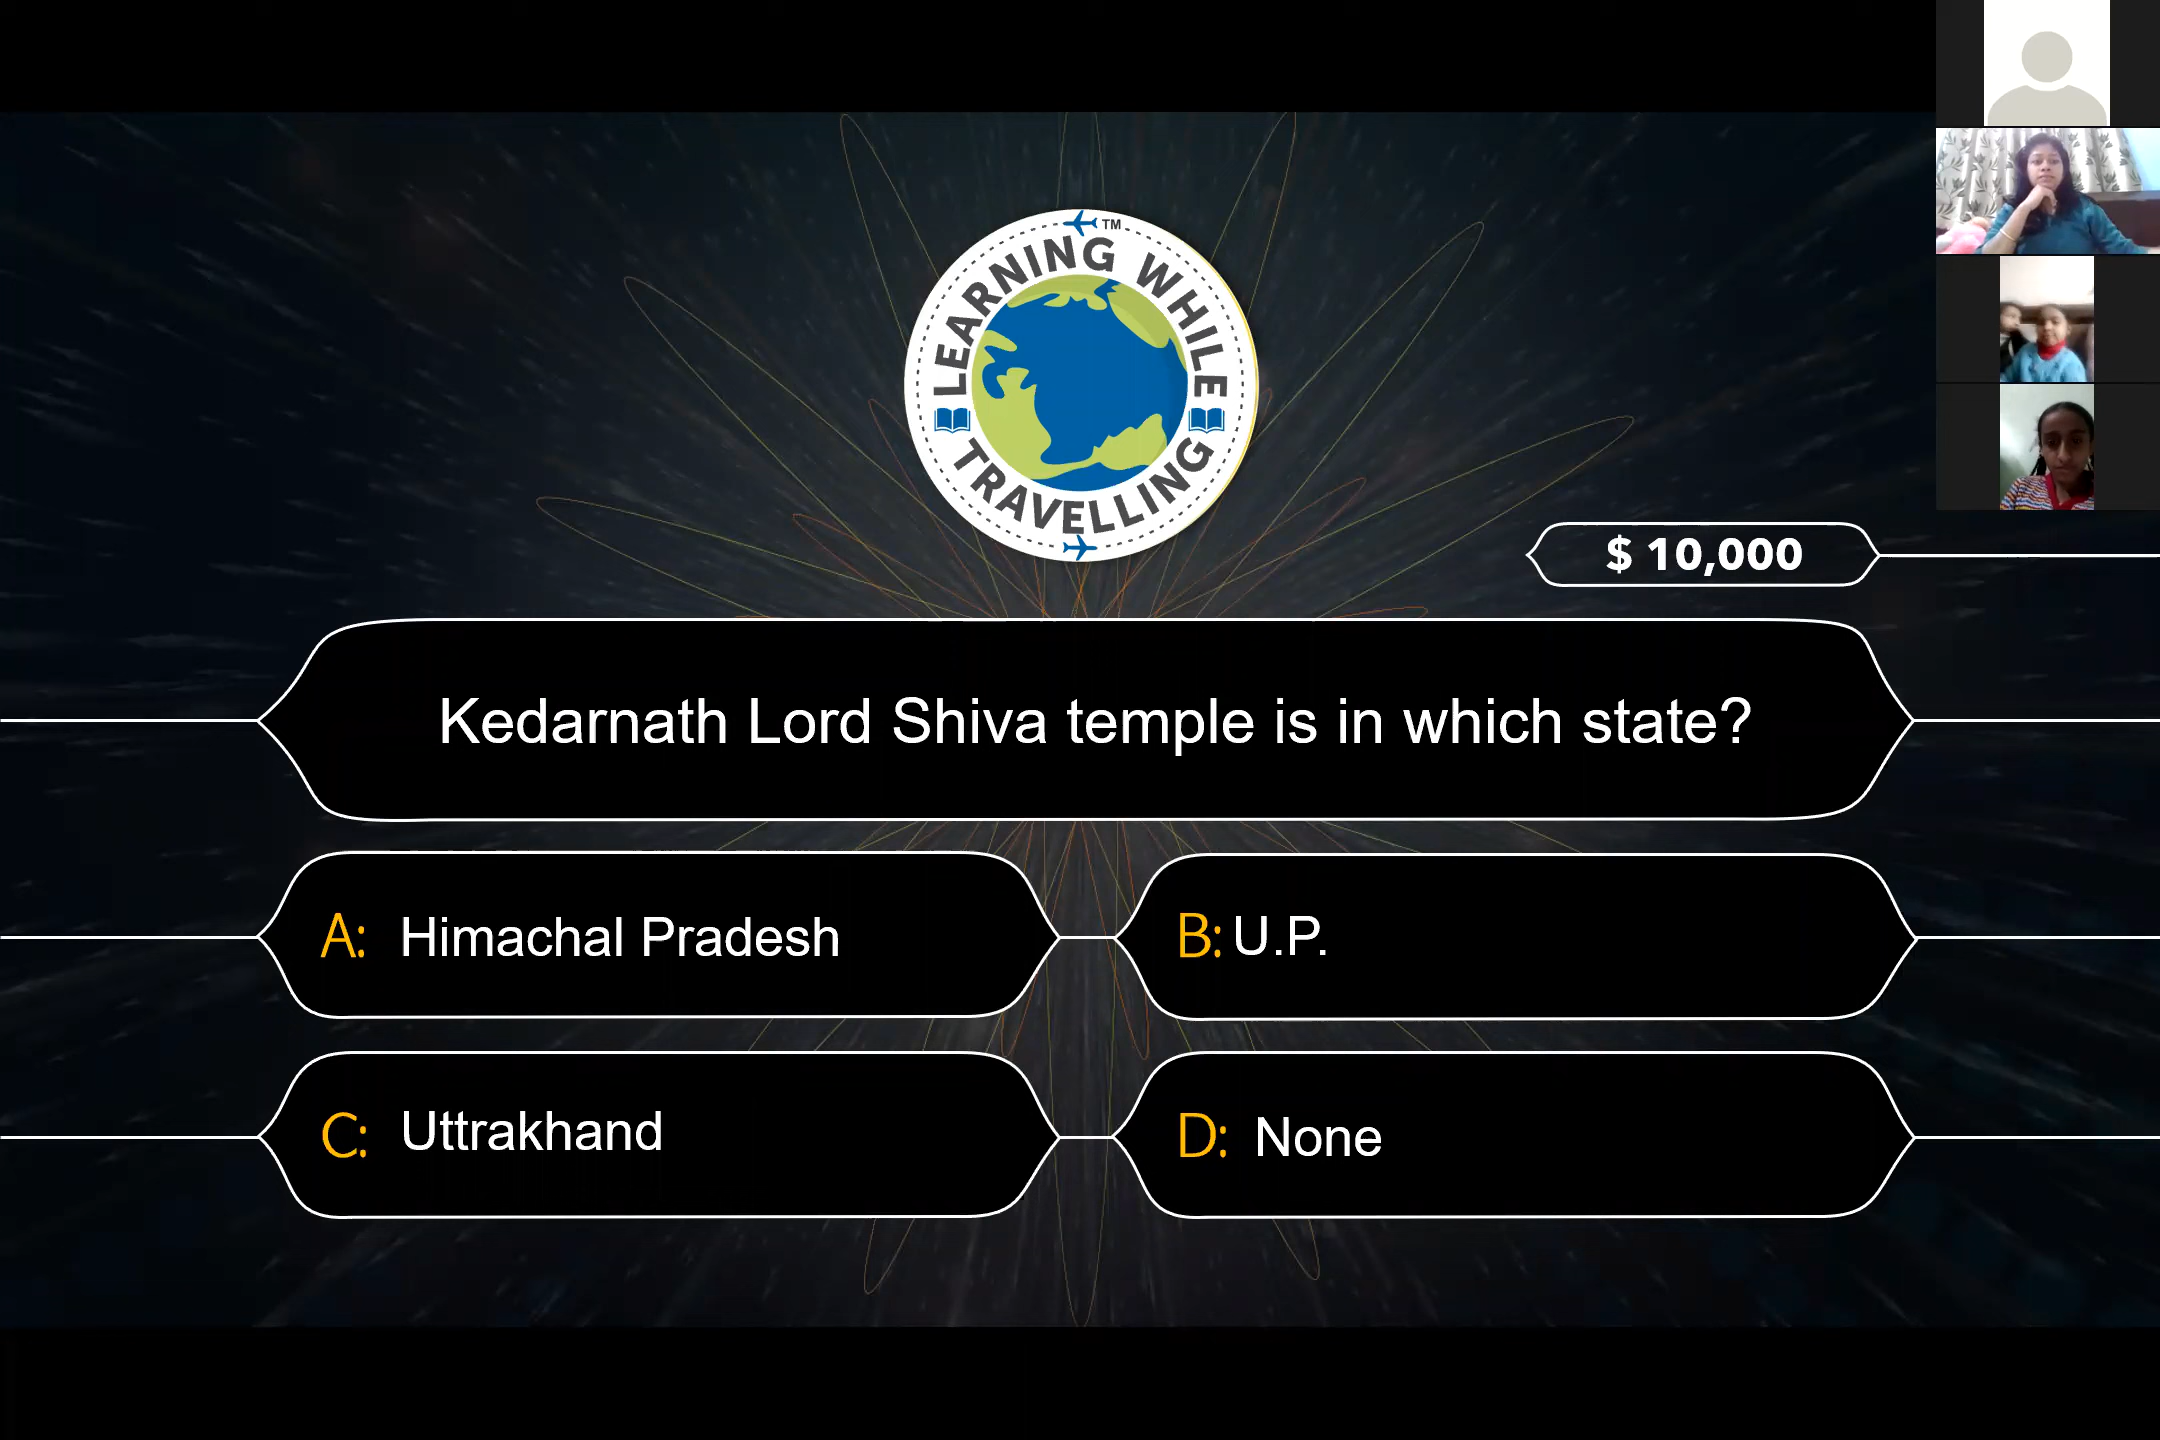 LEARNING WHILE
TRAVELLING
TM
$ 10,000
Kedarnath Lord Shiva temple is in which state?
A: Himachal Pradesh
B: U.P.
C: Uttrakhand
D: None